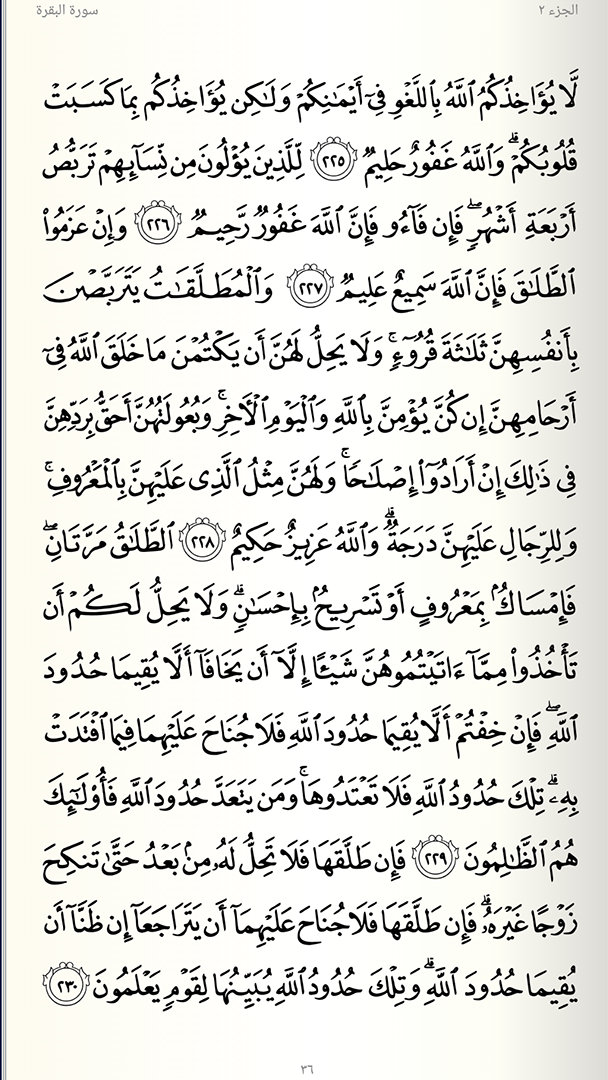 الجزء ٢
سورة البقرة
لَّا يُؤَاخِذُكُمُ ٱللَّهُ بِٱللَّغْوِ فِىٓ أَيْمَـٰنِكُمْ وَلَـٰكِن يُؤَاخِذُكُم بِمَا كَسَبَتْ
قُلُوبُكُمْ ۗ وَٱللَّهُ غَفُورٌ حَلِيمٌ ٢٢٥ لِّلَّذِينَ يُؤْلُونَ مِن نِّسَآئِهِمْ تَرَبُّصُ
أَرْبَعَةِ أَشْهُرٍ ۖ فَإِن فَآءُو فَإِنَّ ٱللَّهَ غَفُورٌ رَّحِيمٌ ٢٢٦ وَإِنْ عَزَمُوا۟
ٱلطَّلَـٰقَ فَإِنَّ ٱللَّهَ سَمِيعٌ عَلِيمٌ ٢٢٧ وَٱلْمُطَلَّقَـٰتُ يَتَرَبَّصْنَ
بِأَنفُسِهِنَّ ثَلَـٰثَةَ قُرُوٓءٍ ۚ وَلَا يَحِلُّ لَهُنَّ أَن يَكْتُمْنَ مَا خَلَقَ ٱللَّهُ فِىٓ
أَرْحَامِهِنَّ إِن كُنَّ يُؤْمِنَّ بِٱللَّهِ وَٱلْيَوْمِ ٱلْـَٔاخِرِ ۚ وَبُعُولَتُهُنَّ أَحَقُّ بِرَدِّهِنَّ
فِى ذَٰلِكَ إِنْ أَرَادُوٓا۟ إِصْلَـٰحًا ۚ وَلَهُنَّ مِثْلُ ٱلَّذِى عَلَيْهِنَّ بِٱلْمَعْرُوفِ ۚ
وَلِلرِّجَالِ عَلَيْهِنَّ دَرَجَةٌ ۗ وَٱللَّهُ عَزِيزٌ حَكِيمٌ ٢٢٨ ٱلطَّلَـٰقُ مَرَّتَانِ ۖ
فَإِمْسَاكٌۢ بِمَعْرُوفٍ أَوْ تَسْرِيحٌۢ بِإِحْسَـٰنٍ ۗ وَلَا يَحِلُّ لَكُمْ أَن
تَأْخُذُوا۟ مِمَّآ ءَاتَيْتُمُوهُنَّ شَيْـًٔا إِلَّآ أَن يَخَافَآ أَلَّا يُقِيمَا حُدُودَ
ٱللَّهِ ۖ فَإِنْ خِفْتُمْ أَلَّا يُقِيمَا حُدُودَ ٱللَّهِ فَلَا جُنَاحَ عَلَيْهِمَا فِيمَا ٱفْتَدَتْ
بِهِۦ ۗ تِلْكَ حُدُودُ ٱللَّهِ فَلَا تَعْتَدُوهَا ۚ وَمَن يَتَعَدَّ حُدُودَ ٱللَّهِ فَأُو۟لَـٰٓئِكَ
هُمُ ٱلظَّـٰلِمُونَ ٢٢٩ فَإِن طَلَّقَهَا فَلَا تَحِلُّ لَهُۥ مِنۢ بَعْدُ حَتَّىٰ تَنكِحَ
زَوْجًا غَيْرَهُۥ ۗ فَإِن طَلَّقَهَا فَلَا جُنَاحَ عَلَيْهِمَآ أَن يَتَرَاجَعَآ إِن ظَنَّآ أَن
يُقِيمَا حُدُودَ ٱللَّهِ ۗ وَتِلْكَ حُدُودُ ٱللَّهِ يُبَيِّنُهَا لِقَوْمٍ يَعْلَمُونَ ٢٣٠
٣٦